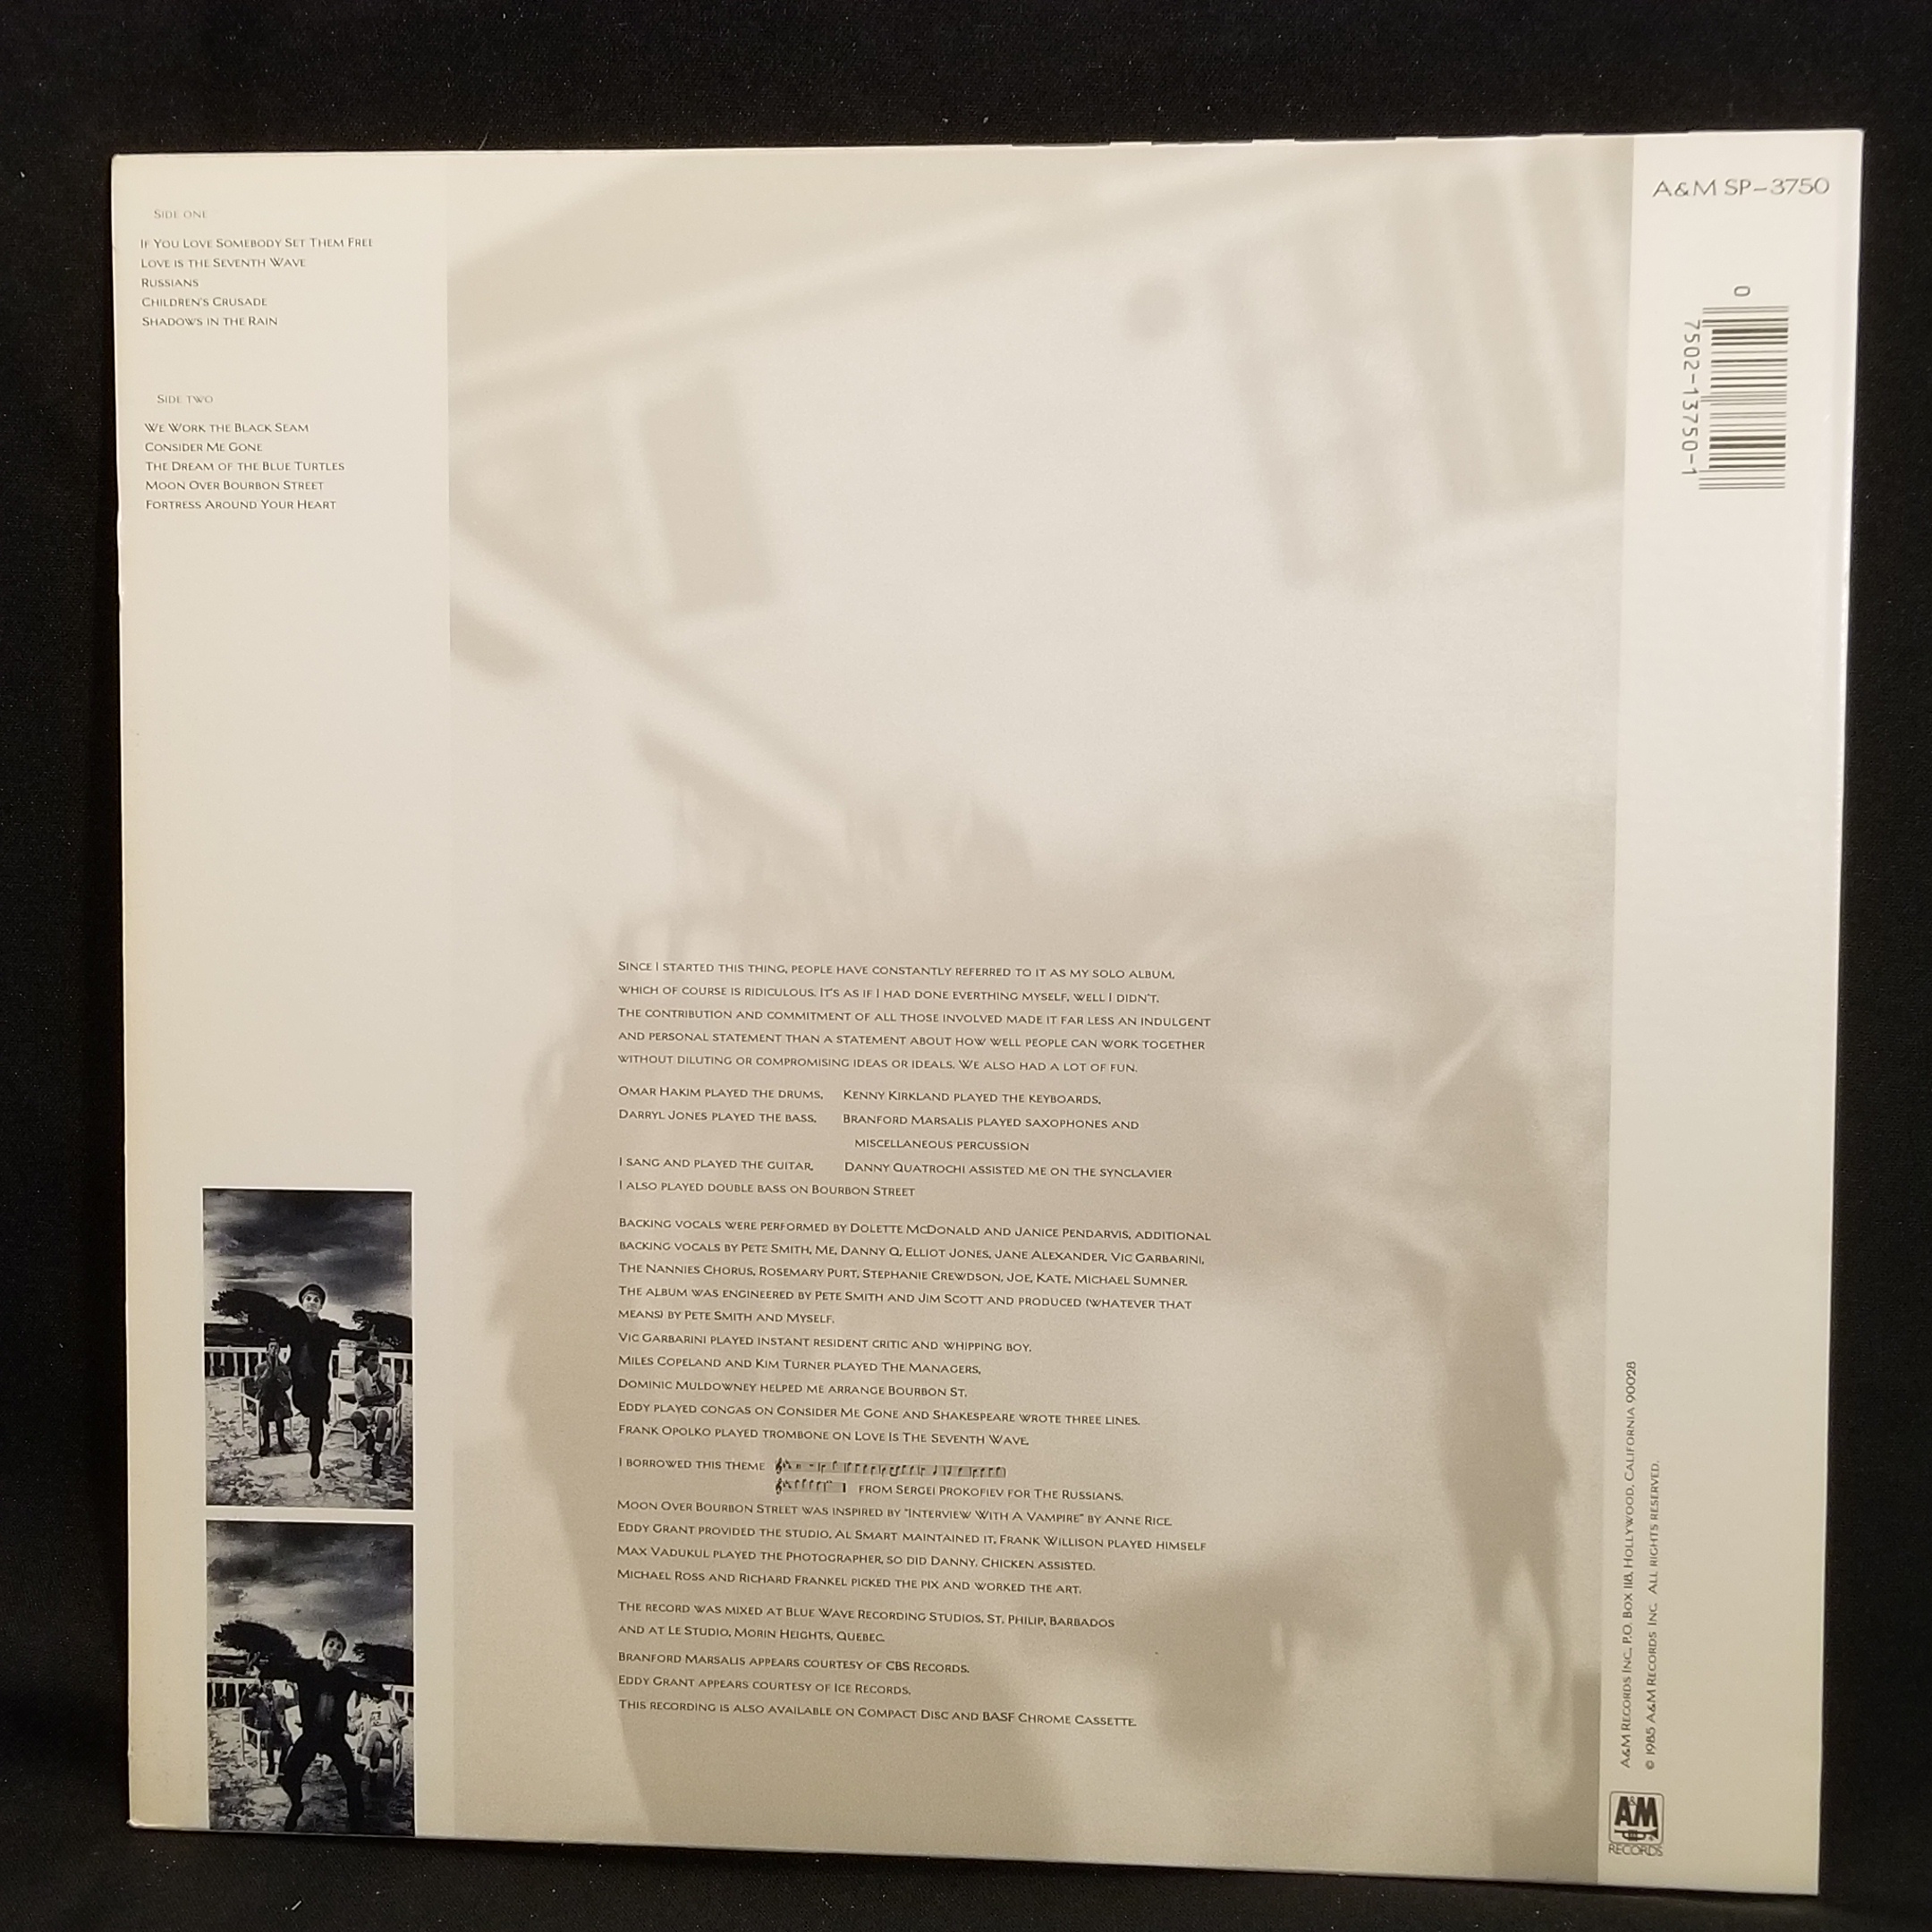 SIDE ONE
IF YOU LOVE SOMEBODY SET THEM FREE
LOVE IS THE SEVENTH WAVE
RUSSIANS
CHILDREN'S CRUSADE
SHADOWS IN THE RAIN
SIDE TWO
WE WORK THE BLACK SEAM
CONSIDER ME GONE
THE DREAM OF THE BLUE TURTLES
MOON OVER BOURBON STREET
FORTRESS AROUND YOUR HEART
SINCE I STARTED THIS THING, PEOPLE HAVE CONSTANTLY REFERRED TO IT AS MY SOLO ALBUM,
WHICH OF COURSE IS RIDICULOUS. IT'S AS IF I HAD DONE EVERTHING MYSELF, WELL I DIDN'T.
THE CONTRIBUTION AND COMMITMENT OF ALL THOSE INVOLVED MADE IT FAR LESS AN INDULGENT
AND PERSONAL STATEMENT THAN A STATEMENT ABOUT HOW WELL PEOPLE CAN WORK TOGETHER
WITHOUT DILUTING OR COMPROMISING IDEAS OR IDEALS. WE ALSO HAD A LOT OF FUN.
OMAR HAKIM PLAYED THE DRUMS, KENNY KIRKLAND PLAYED THE KEYBOARDS,
DARRYL JONES PLAYED THE BASS, BRANFORD MARSALIS PLAYED SAXOPHONES AND
MISCELLANEOUS PERCUSSION
I SANG AND PLAYED THE GUITAR, DANNY QUATROCHI ASSISTED ME ON THE SYNCLAVIER
I ALSO PLAYED DOUBLE BASS ON BOURBON STREET
BACKING VOCALS WERE PERFORMED BY DOLETTE MCDONALD AND JANICE PENDARVIS, ADDITIONAL
BACKING VOCALS BY PETE SMITH, ME, DANNY Q, ELLIOT JONES, JANE ALEXANDER, VIC GARBARINI,
THE NANNIES CHORUS, ROSEMARY PURT, STEPHANIE CREWDSON, JOE, KATE, MICHAEL SUMNER.
THE ALBUM WAS ENGINEERED BY PETE SMITH AND JIM SCOTT AND PRODUCED (WHATEVER THAT
MEANS) BY PETE SMITH AND MYSELF.
VIC GARBARINI PLAYED INSTANT RESIDENT CRITIC AND WHIPPING BOY.
MILES COPELAND AND KIM TURNER PLAYED THE MANAGERS,
DOMINIC MULDOWNEY HELPED ME ARRANGE BOURBON ST.
EDDY PLAYED CONGAS ON CONSIDER ME GONE AND SHAKESPEARE WROTE THREE LINES.
FRANK OPOLKO PLAYED TROMBONE ON LOVE IS THE SEVENTH WAVE.
I BORROWED THIS THEME
FROM SERGEI PROKOFIEV FOR THE RUSSIANS.
MOON OVER BOURBON STREET WAS INSPIRED BY "INTERVIEW WITH A VAMPIRE" BY ANNE RICE.
EDDY GRANT PROVIDED THE STUDIO, AL SMART MAINTAINED IT, FRANK WILLISON PLAYED HIMSELF
MAX VADUKUL PLAYED THE PHOTOGRAPHER, SO DID DANNY. CHICKEN ASSISTED.
MICHAEL ROSS AND RICHARD FRANKEL PICKED THE PIX AND WORKED THE ART.
THE RECORD WAS MIXED AT BLUE WAVE RECORDING STUDIOS, ST. PHILIP, BARBADOS
AND AT LE STUDIO, MORIN HEIGHTS, QUEBEC.
BRANFORD MARSALIS APPEARS COURTESY OF CBS RECORDS.
EDDY GRANT APPEARS COURTESY OF ICE RECORDS.
THIS RECORDING IS ALSO AVAILABLE ON COMPACT DISC AND BASF CHROME CASSETTE.
A&M SP-3750
0
7502-13750-1
A&M RECORDS INC., P.O. BOX 118, HOLLYWOOD, CALIFORNIA 90028
© 1985 A&M RECORDS INC. ALL RIGHTS RESERVED.
A&M
RECORDS